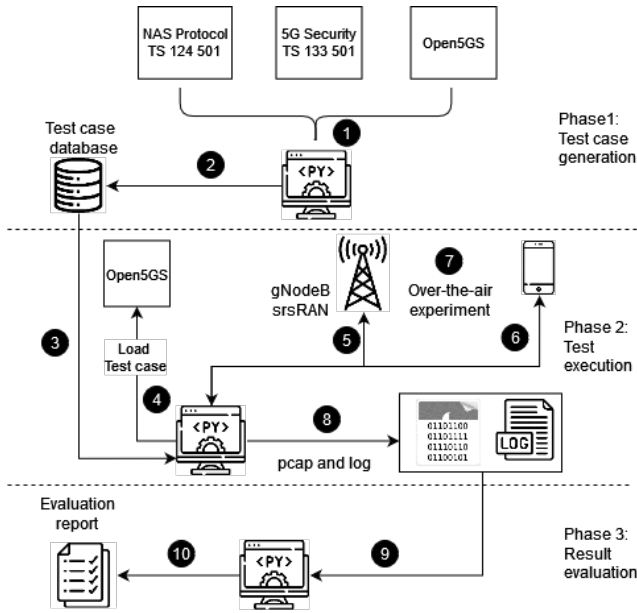 NAS Protocol
TS 124 501
5G Security
TS 133 501
Open5GS
Phase1:
Test case
generation
1
Test case
database
2
<PY>
Open5GS
gNodeB
srsRAN
7
Over-the-air
experiment
3
5
6
Phase 2:
Test
execution
Load
Test case
4
<PY>
8
pcap and log
01101100
01101111
01110110
01100101
LOG
Evaluation
report
10
<PY>
9
Phase 3:
Result
evaluation